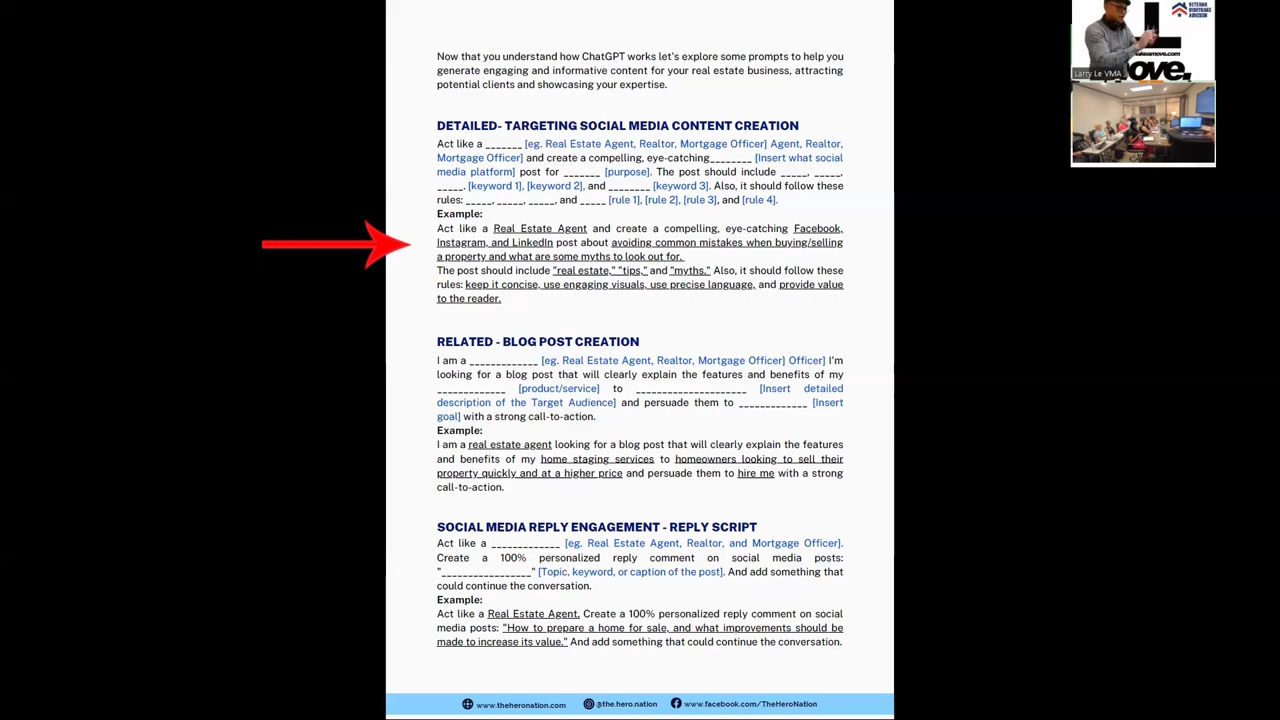 Now that you understand how ChatGPT works let's explore some prompts to help you
generate engaging and informative content for your real estate business, attracting
potential clients and showcasing your expertise.
DETAILED- TARGETING SOCIAL MEDIA CONTENT CREATION
Act like a _______ [eg. Real Estate Agent, Realtor, Mortgage Officer] Agent, Realtor,
Mortgage Officer] and create a compelling, eye-catching________ [Insert what social
media platform] post for _______ [purpose]. The post should include _____, _____,
_____. [keyword 1], [keyword 2], and ________ [keyword 3]. Also, it should follow these
rules: _____, _____, _____, and _____ [rule 1], [rule 2], [rule 3], and [rule 4].
Example:
Act like a Real Estate Agent and create a compelling, eye-catching Facebook,
Instagram, and LinkedIn post about avoiding common mistakes when buying/selling
a property and what are some myths to look out for.
The post should include "real estate," "tips," and "myths." Also, it should follow these
rules: keep it concise, use engaging visuals, use precise language, and provide value
to the reader.
RELATED - BLOG POST CREATION
I am a _____________ [eg. Real Estate Agent, Realtor, Mortgage Officer] Officer] I'm
looking for a blog post that will clearly explain the features and benefits of my
_____________ [product/service] to _____________________ [Insert detailed
description of the Target Audience] and persuade them to _____________ [Insert
goal] with a strong call-to-action.
Example:
I am a real estate agent looking for a blog post that will clearly explain the features
and benefits of my home staging services to homeowners looking to sell their
property quickly and at a higher price and persuade them to hire me with a strong
call-to-action.
SOCIAL MEDIA REPLY ENGAGEMENT - REPLY SCRIPT
Act like a _____________ [eg. Real Estate Agent, Realtor, and Mortgage Officer].
Create a 100% personalized reply comment on social media posts:
"_________________" [Topic, keyword, or caption of the post]. And add something that
could continue the conversation.
Example:
Act like a Real Estate Agent. Create a 100% personalized reply comment on social
media posts: "How to prepare a home for sale, and what improvements should be
made to increase its value." And add something that could continue the conversation.
www.theheronation.com @the.hero.nation www.facebook.com/TheHeroNation
VETERAN
MORTGAGE
ADVISOR
Larry Le VMA